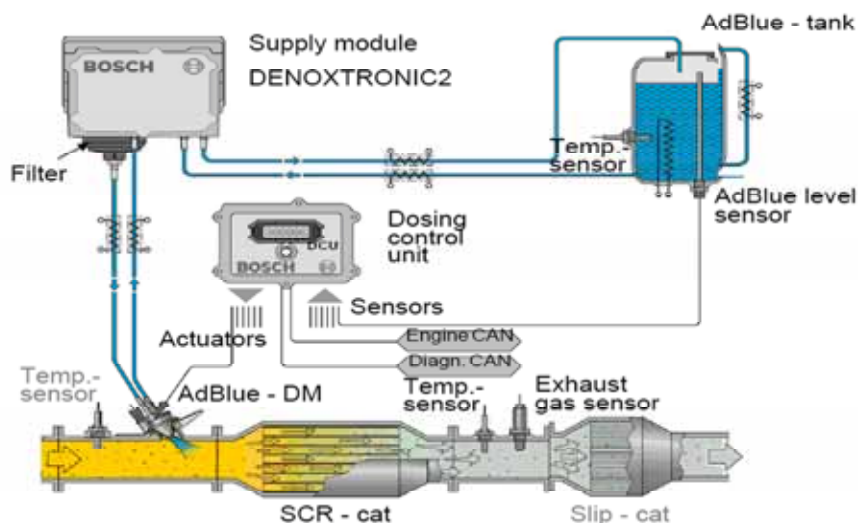 Supply module
DENOXTRONIC2
AdBlue - tank
BOSCH
Filter
Temp.-
sensor
AdBlue level
sensor
Dosing
control
unit
DCU
BOSCH
Sensors
Actuators
Engine CAN
Diagn. CAN
Temp.-
sensor
AdBlue - DM
Temp.-
sensor
Exhaust
gas sensor
SCR - cat
Slip - cat